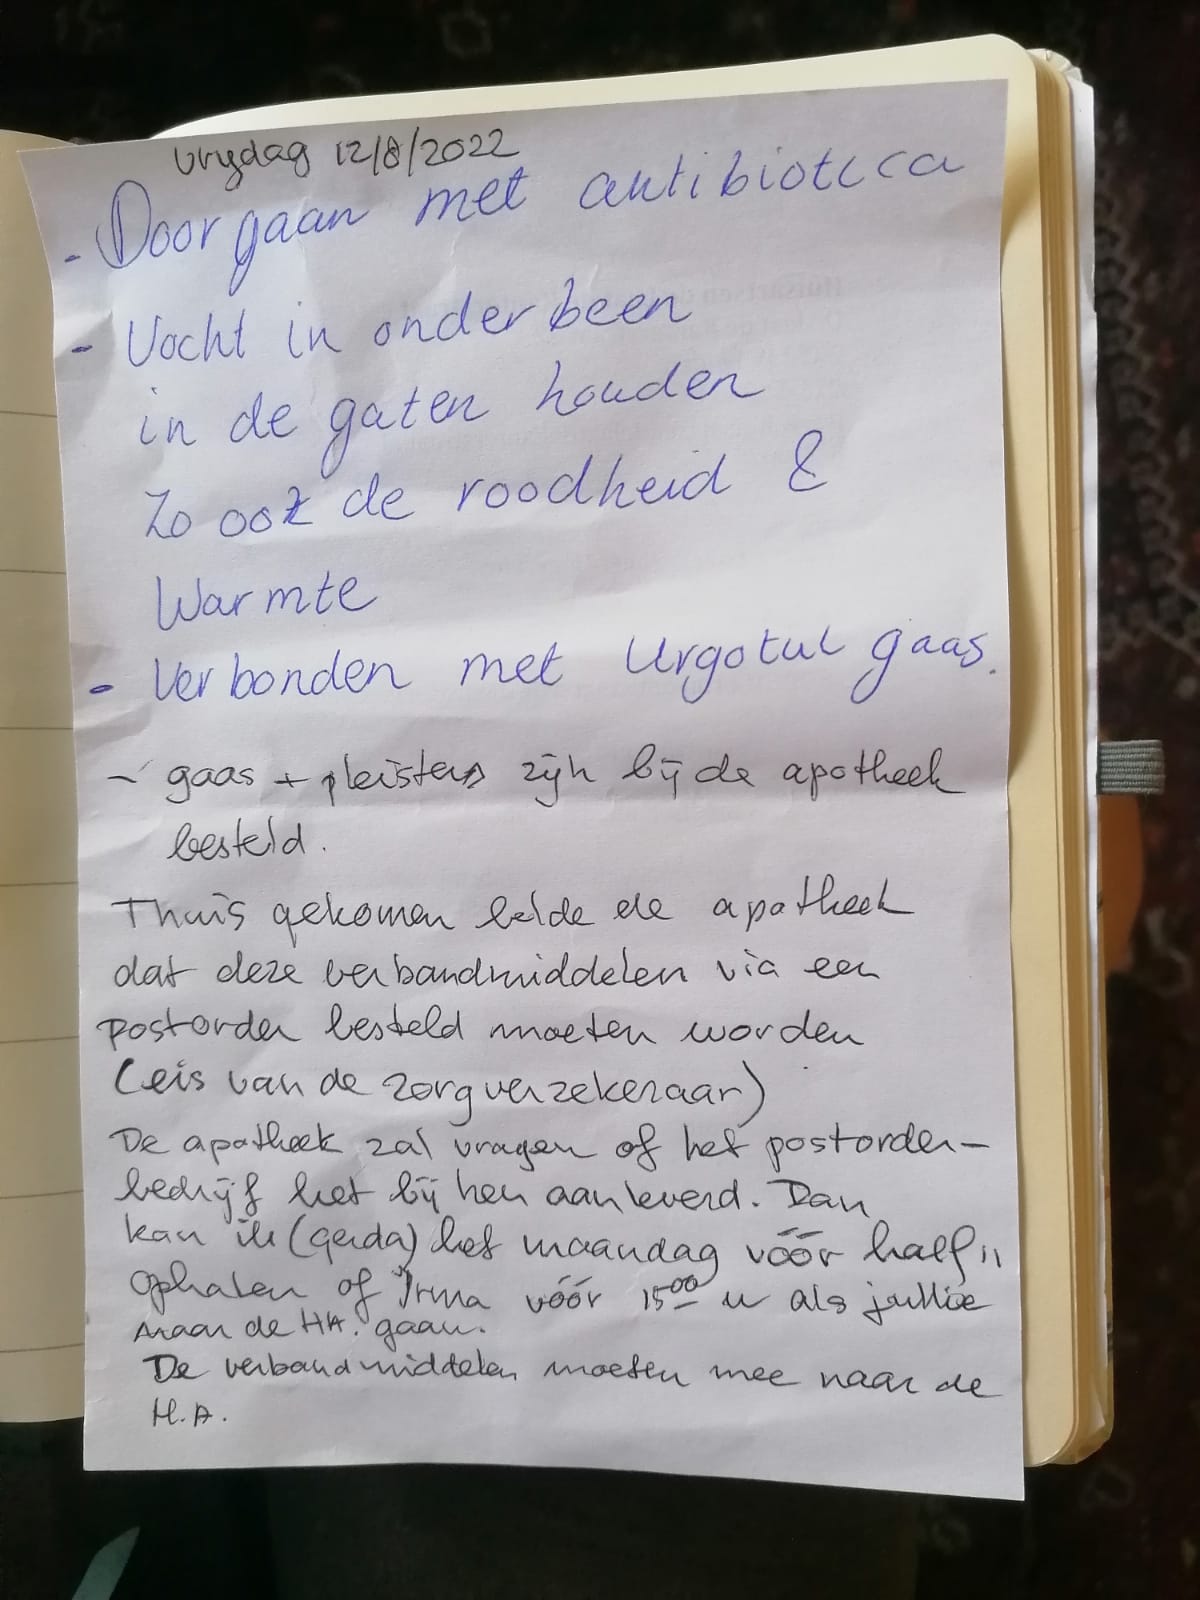 vrijdag 12/8/2022
- Doorgaan met antibiotica
- Vocht in onderbeen
in de gaten houden
Zo ook de roodheid &
Warmte
- Verbonden met Urgotul gaas.
- gaas + pleisters zijn bij de apotheek
besteld.
Thuis gekomen belde de apotheek
dat deze verbandmiddelen via een
postorder besteld moeten worden
(eis van de zorgverzekeraar)
De apotheek zal vragen of het postorder-
bedrijf het bij hen aanleverd. Dan
kan ik (Gerda) het maandag vóór half 11
ophalen of Irma vóór 15:00 u als jullie
naar de HA. gaan.
De verbandmiddelen moeten mee naar de
H.A.